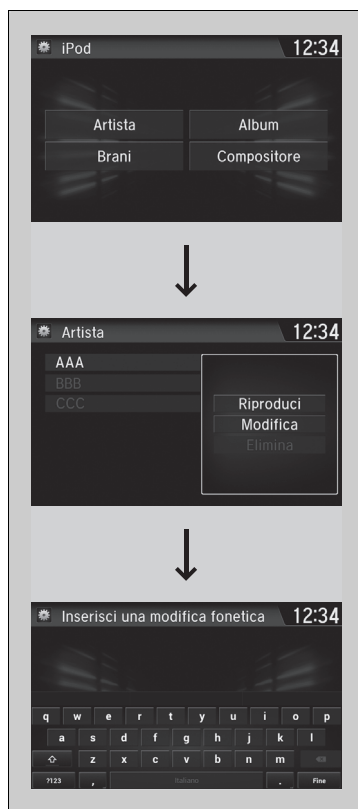 iPod 12:34
Artista Album
Brani Compositore
Artista 12:34
AAA
BBB
CCC
Riproduci
Modifica
Elimina
Inserisci una modifica fonetica 12:34
q w e r t y u i o p
a s d f g h j k l
z x c v b n m
?123 , Italiano . Fine